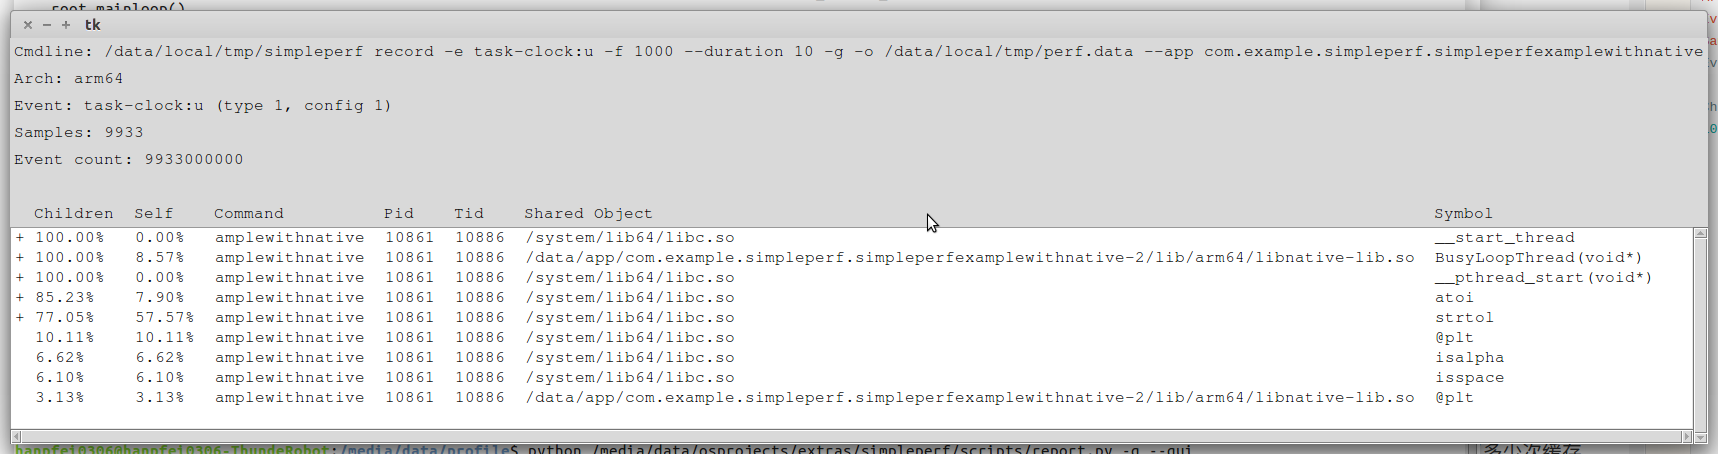 root.mainloop()
tk
Cmdline: /data/local/tmp/simpleperf record -e task-clock:u -f 1000 --duration 10 -g -o /data/local/tmp/perf.data --app com.example.simpleperf.simpleperfexamplewithnative
Arch: arm64
Event: task-clock:u (type 1, config 1)
Samples: 9933
Event count: 9933000000
Children Self Command Pid Tid Shared Object Symbol
+ 100.00% 0.00% amplewithnative 10861 10886 /system/lib64/libc.so __start_thread
+ 100.00% 8.57% amplewithnative 10861 10886 /data/app/com.example.simpleperf.simpleperfexamplewithnative-2/lib/arm64/libnative-lib.so BusyLoopThread(void*)
+ 100.00% 0.00% amplewithnative 10861 10886 /system/lib64/libc.so __pthread_start(void*)
+ 85.23% 7.90% amplewithnative 10861 10886 /system/lib64/libc.so atoi
+ 77.05% 57.57% amplewithnative 10861 10886 /system/lib64/libc.so strtol
10.11% 10.11% amplewithnative 10861 10886 /system/lib64/libc.so @plt
6.62% 6.62% amplewithnative 10861 10886 /system/lib64/libc.so isalpha
6.10% 6.10% amplewithnative 10861 10886 /system/lib64/libc.so isspace
3.13% 3.13% amplewithnative 10861 10886 /data/app/com.example.simpleperf.simpleperfexamplewithnative-2/lib/arm64/libnative-lib.so @plt
:/media/data/profile$ python /media/data/osprojects/extras/simpleperf/scripts/report.py -g --gui
多少次缓存